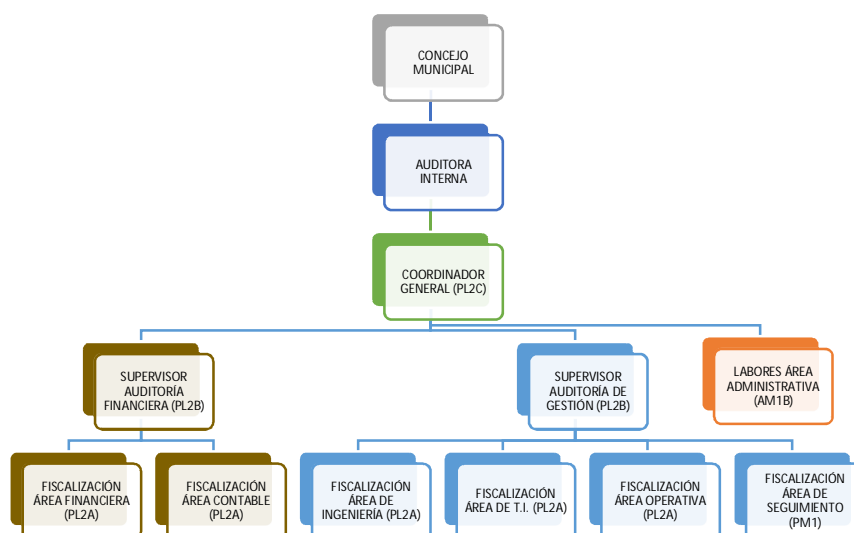 CONCEJO
MUNICIPAL
AUDITORA
INTERNA
COORDINADOR
GENERAL (PL2C)
SUPERVISOR
AUDITORÍA
FINANCIERA (PL2B)
SUPERVISOR
AUDITORÍA DE
GESTIÓN (PL2B)
LABORES ÁREA
ADMINISTRATIVA
(AM1B)
FISCALIZACIÓN
ÁREA FINANCIERA
(PL2A)
FISCALIZACIÓN
ÁREA CONTABLE
(PL2A)
FISCALIZACIÓN
ÁREA DE
INGENIERÍA (PL2A)
FISCALIZACIÓN
ÁREA DE T.I. (PL2A)
FISCALIZACIÓN
ÁREA OPERATIVA
(PL2A)
FISCALIZACIÓN
ÁREA DE
SEGUIMIENTO
(PM1)